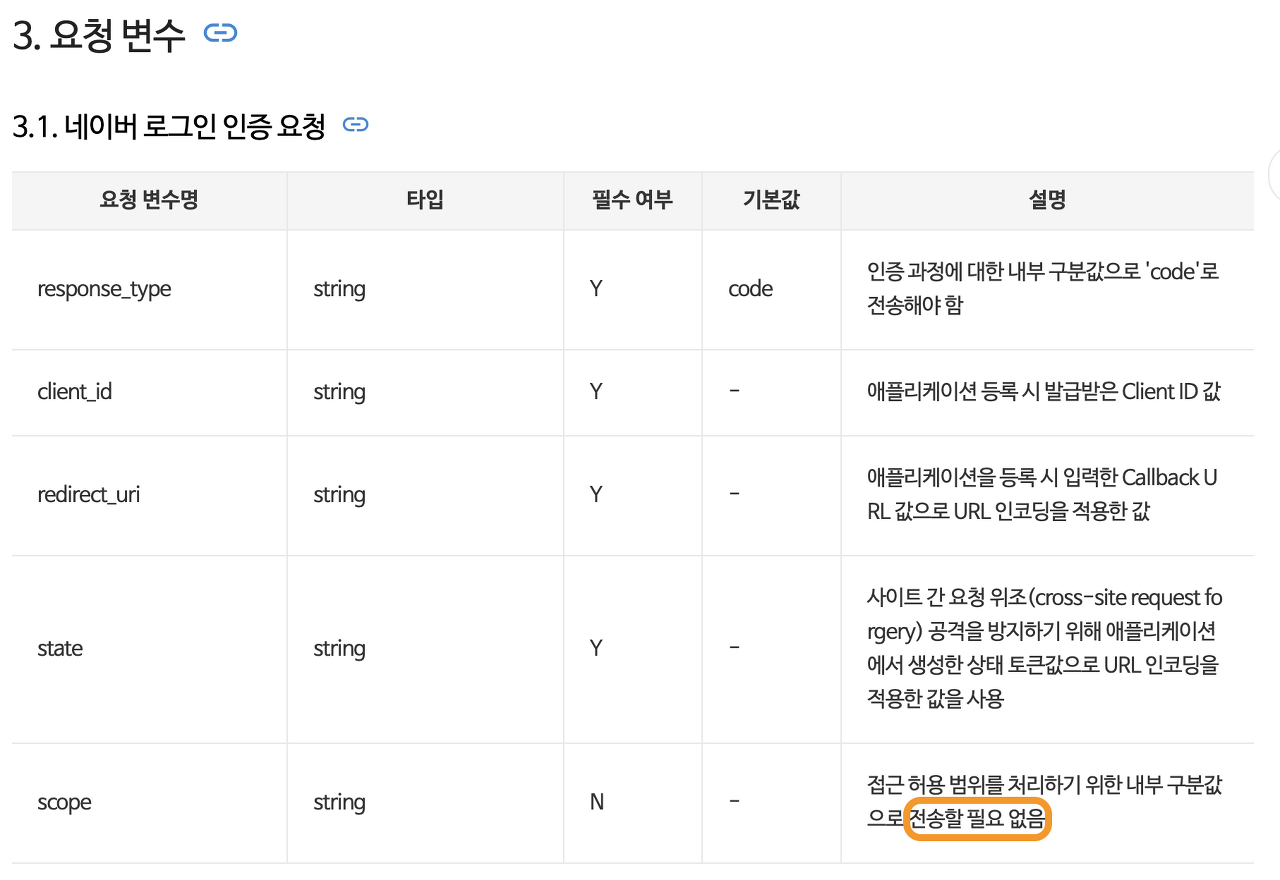 3. 요청 변수
3.1. 네이버 로그인 인증 요청
요청 변수명 타입 필수 여부 기본값 설명
response_type string Y code 인증 과정에 대한 내부 구분값으로 'code'로
전송해야 함
client_id string Y - 애플리케이션 등록 시 발급받은 Client ID 값
redirect_uri string Y - 애플리케이션을 등록 시 입력한 Callback U
RL 값으로 URL 인코딩을 적용한 값
state string Y - 사이트 간 요청 위조(cross-site request fo
rgery) 공격을 방지하기 위해 애플리케이션
에서 생성한 상태 토큰값으로 URL 인코딩을
적용한 값을 사용
scope string N - 접근 허용 범위를 처리하기 위한 내부 구분값
으로 전송할 필요 없음